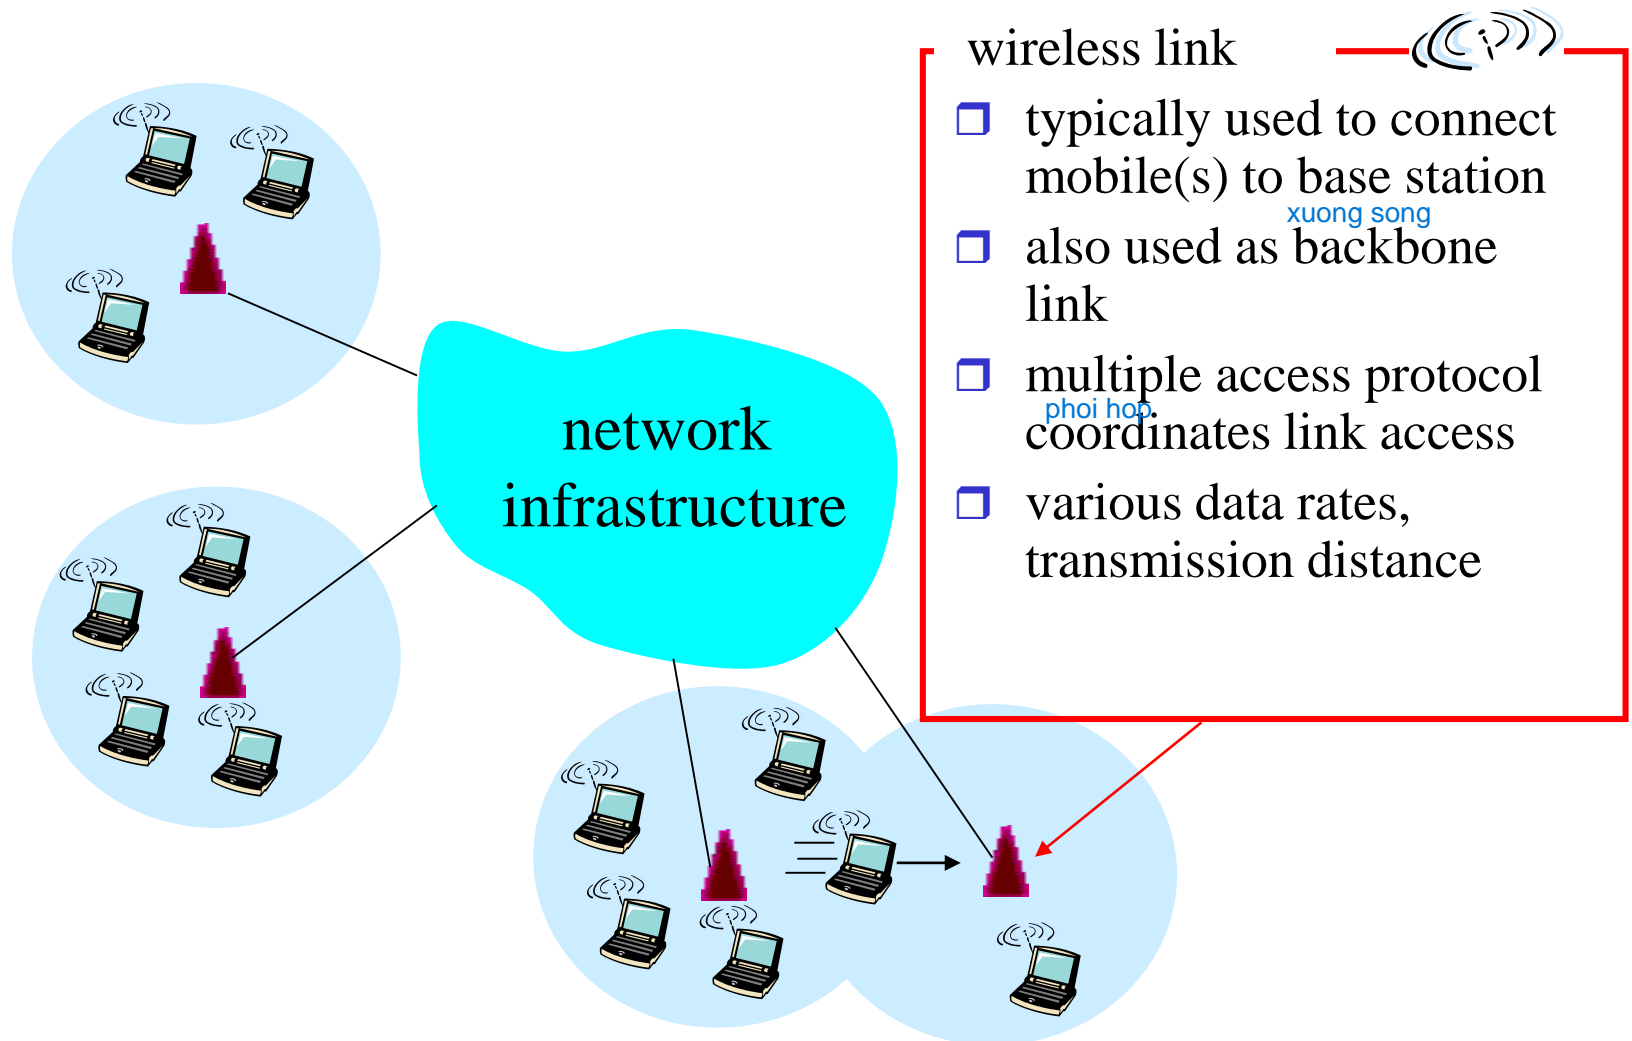 wireless link
typically used to connect
mobile(s) to base station
xuong song
also used as backbone
link
multiple access protocol
phoi hop
coordinates link access
various data rates,
transmission distance
network
infrastructure